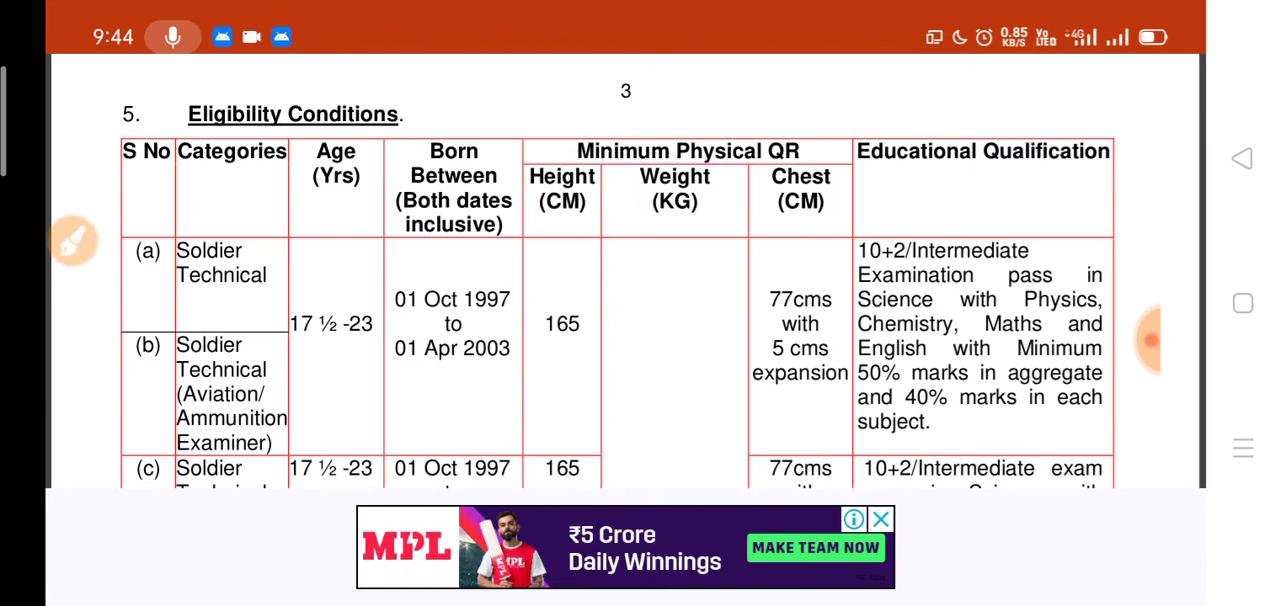 9:44
0.85
KB/S
Vo
LTED
4G
3
5. Eligibility Conditions.
S No Categories Age Born Minimum Physical QR Educational Qualification
(Yrs) Between Height Weight Chest
(Both dates (CM) (KG) (CM)
inclusive)
(a) Soldier 10+2/Intermediate
Technical Examination pass in
01 Oct 1997 77cms Science with Physics,
17 ½ -23 to 165 with Chemistry, Maths and
(b) Soldier 01 Apr 2003 5 cms English with Minimum
Technical expansion 50% marks in aggregate
(Aviation/ and 40% marks in each
Ammunition subject.
Examiner)
(c) Soldier 17 ½ -23 01 Oct 1997 165 77cms 10+2/Intermediate exam
MPL
MPL
₹5 Crore
Daily Winnings
MAKE TEAM NOW